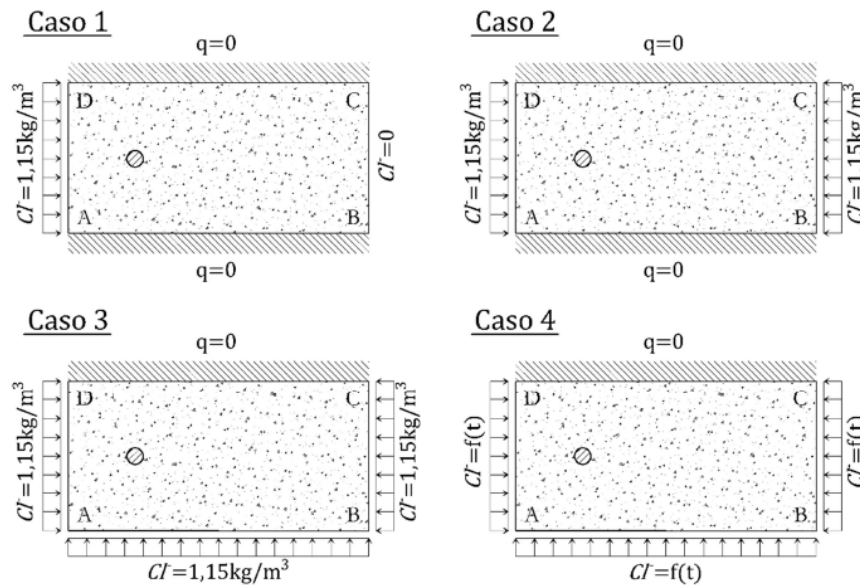 Caso 1
q=0
Cl⁻=1,15kg/m³
D
C
A
B
Cl⁻=0
q=0
Caso 2
q=0
Cl⁻=1,15kg/m³
D
C
A
B
Cl⁻=1,15kg/m³
q=0
Caso 3
q=0
Cl⁻=1,15kg/m³
D
C
A
B
Cl⁻=1,15kg/m³
Cl⁻=1,15kg/m³
Caso 4
q=0
Cl⁻=f(t)
D
C
A
B
Cl⁻=f(t)
Cl⁻=f(t)